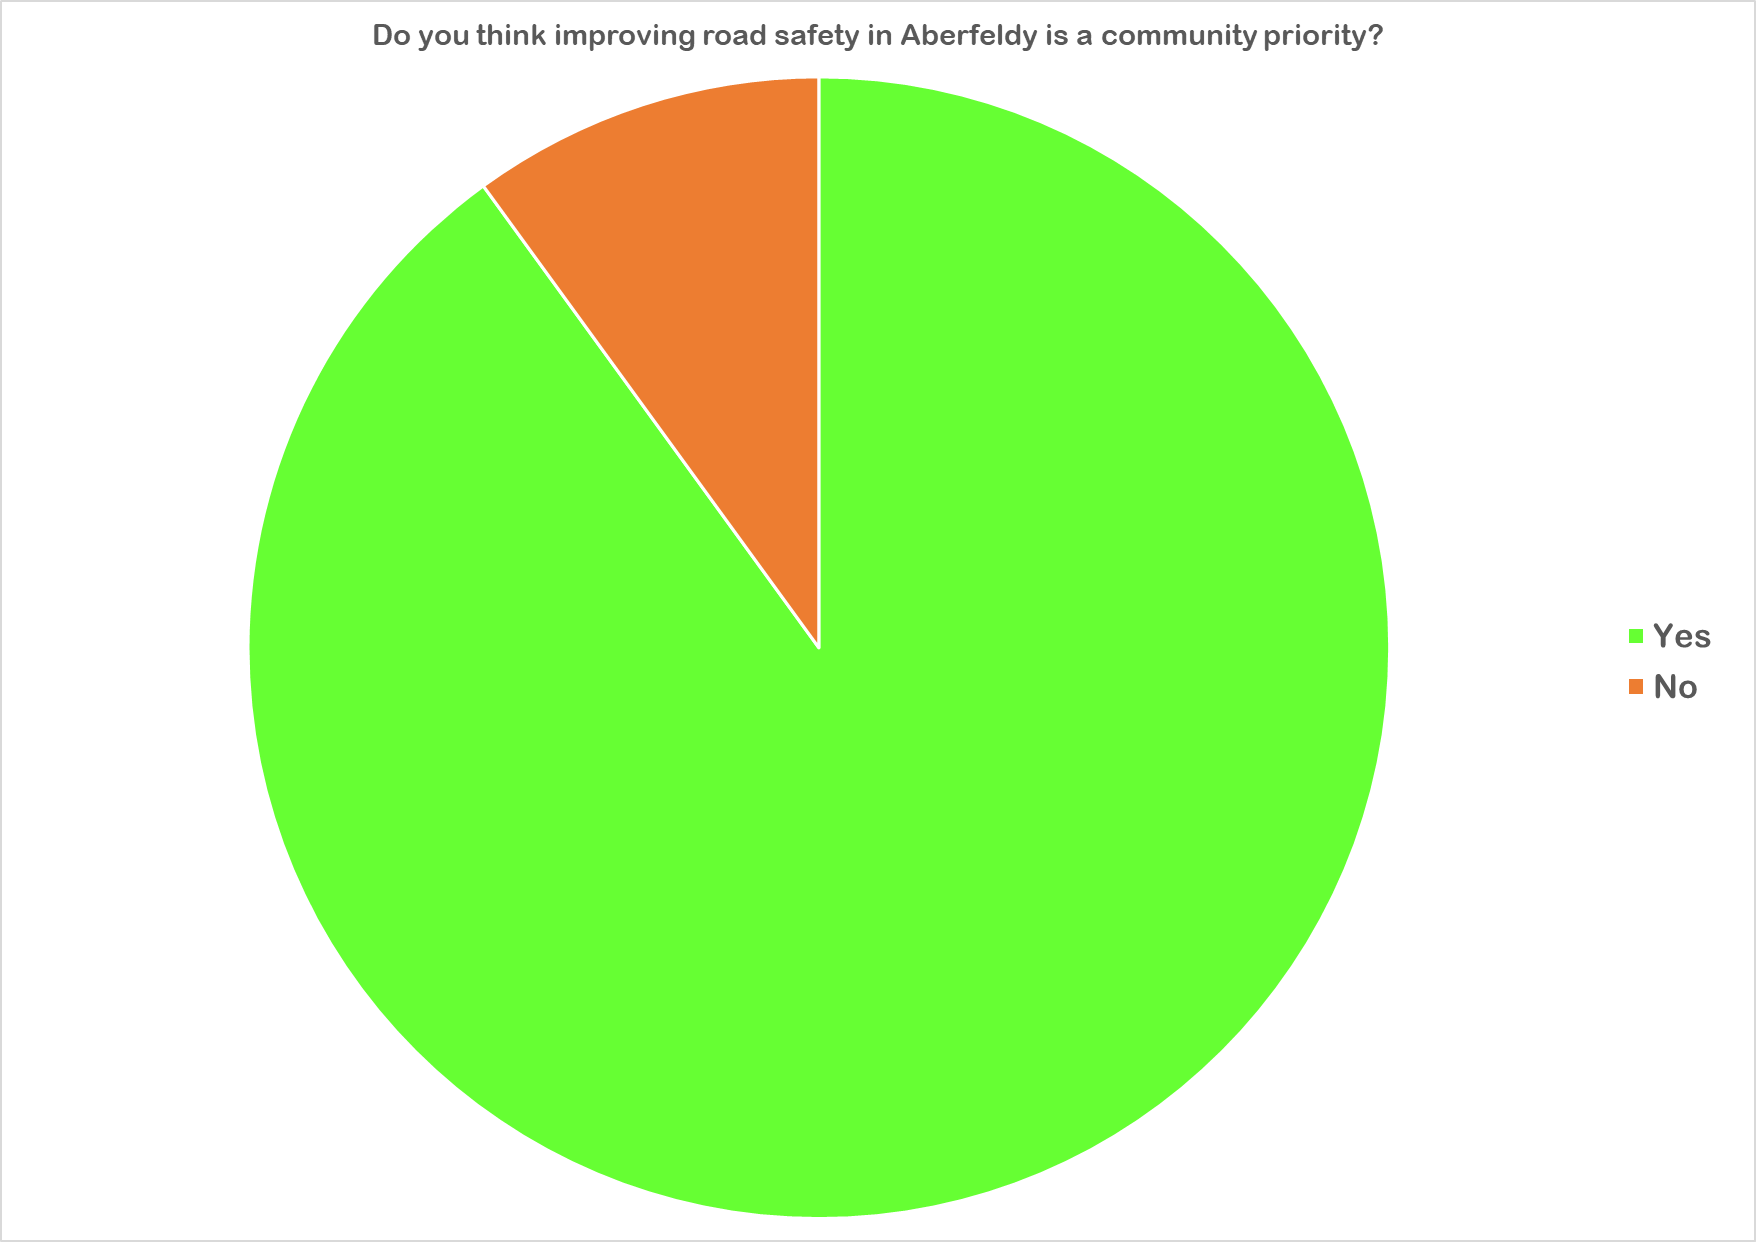 Do you think improving road safety in Aberfeldy is a community priority?
Yes
No